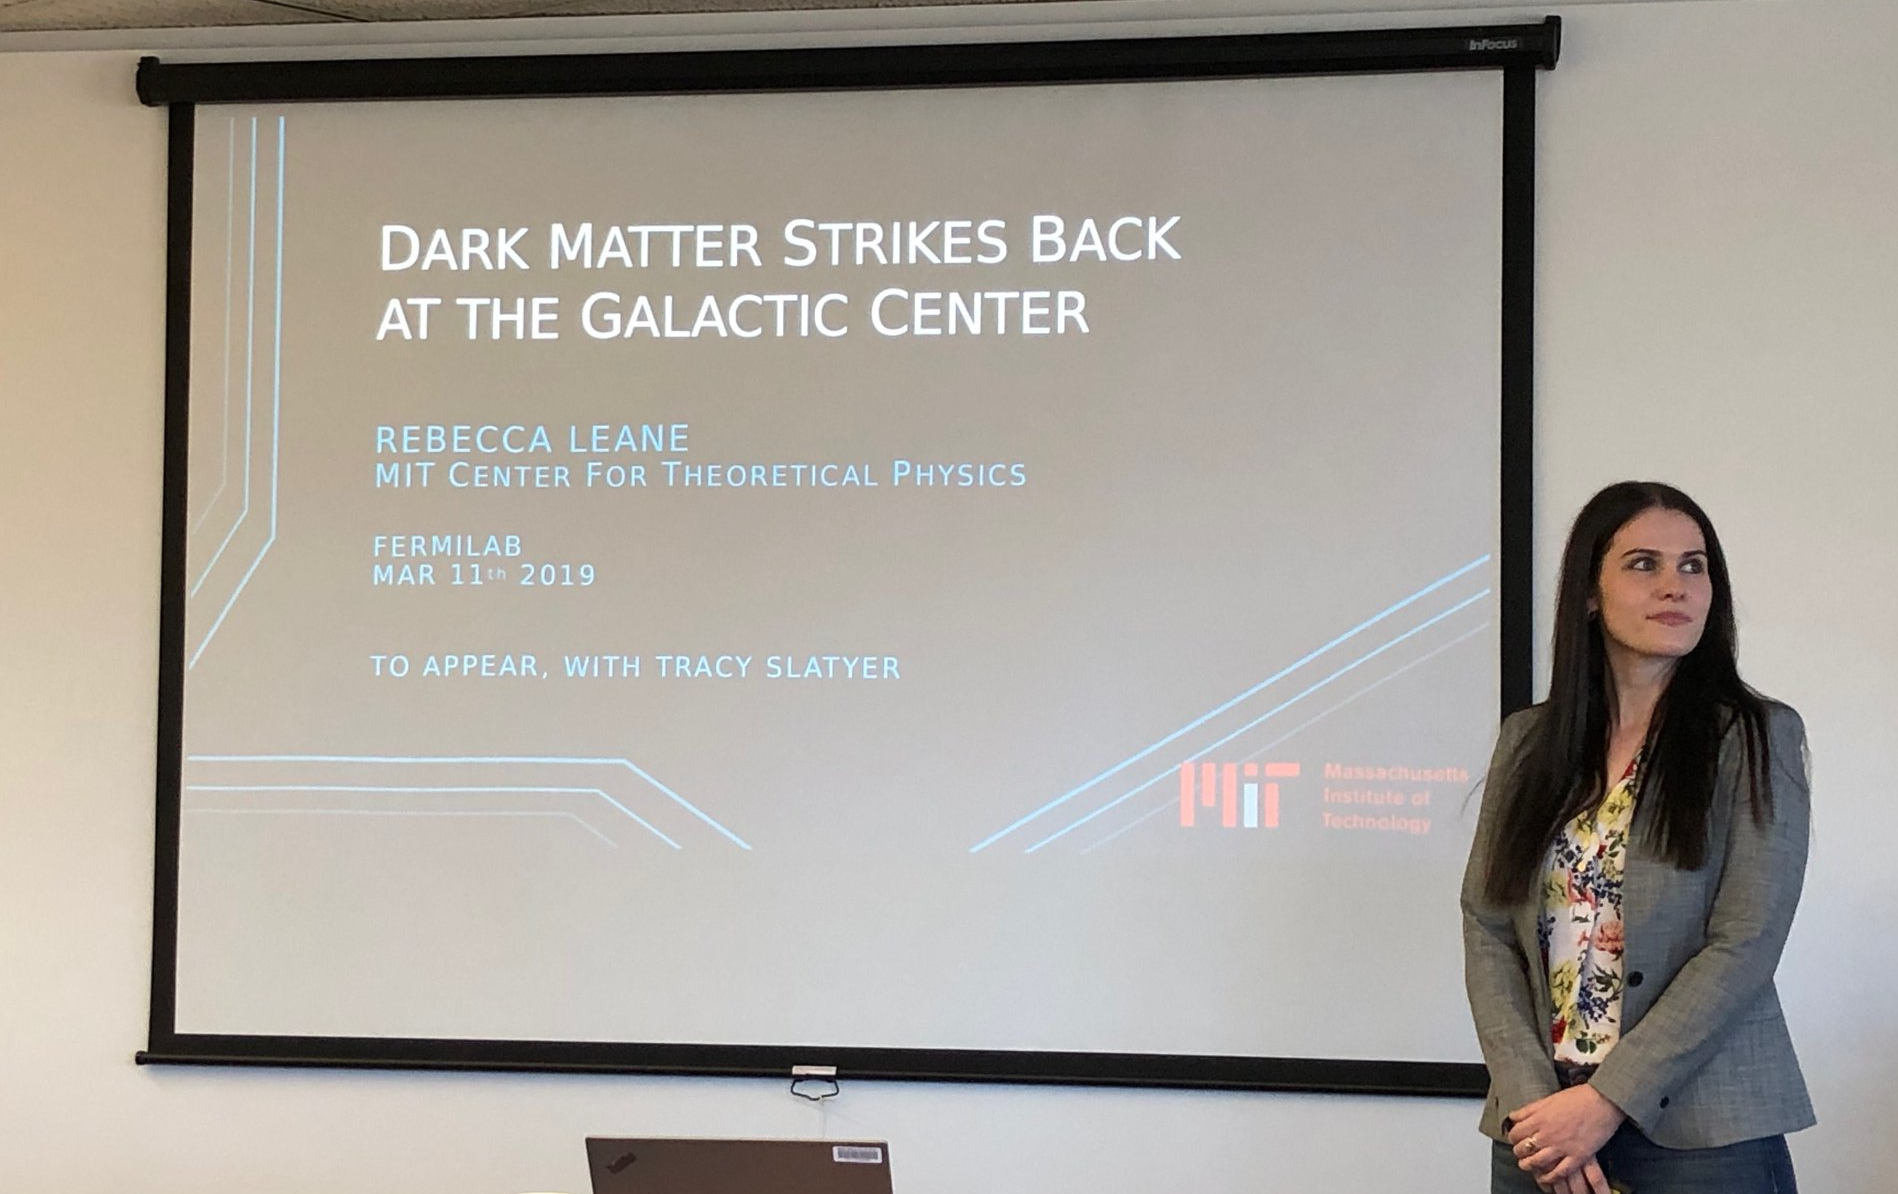 InFocus
DARK MATTER STRIKES BACK
AT THE GALACTIC CENTER
REBECCA LEANE
MIT CENTER FOR THEORETICAL PHYSICS
FERMILAB
MAR 11th 2019
TO APPEAR, WITH TRACY SLATYER
MIT
Massachusetts
Institute of
Technology